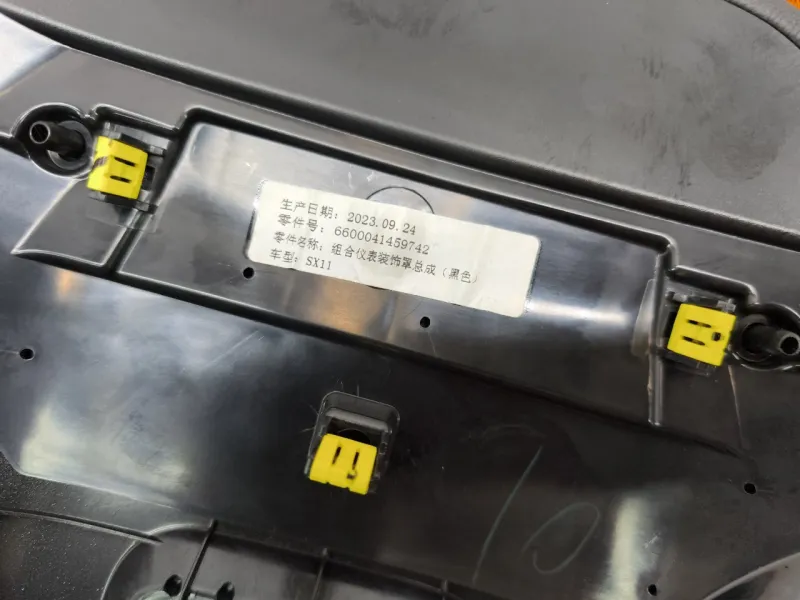 生产日期：2023.09.24
零件号：6600041459742
零件名称：组合仪表装饰罩总成（黑色）
车型：SX11
10